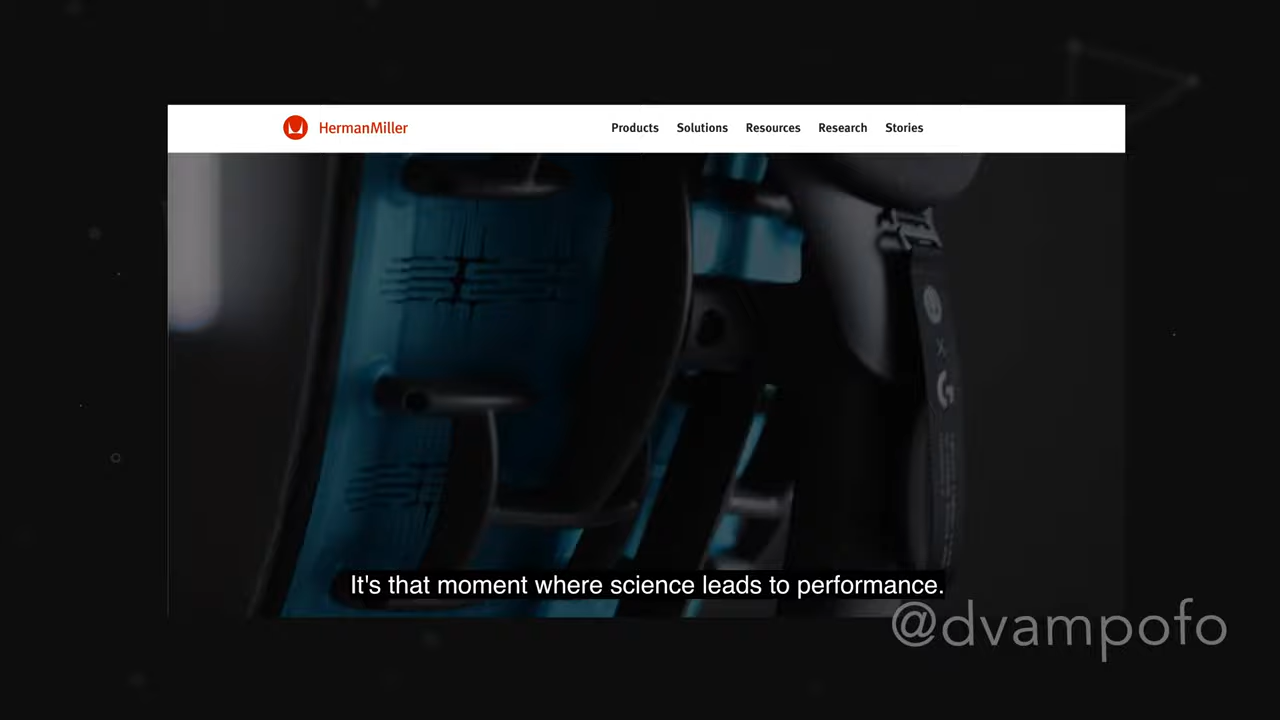 HermanMiller
Products Solutions Resources Research Stories
X
It's that moment where science leads to performance.
@dvampofo